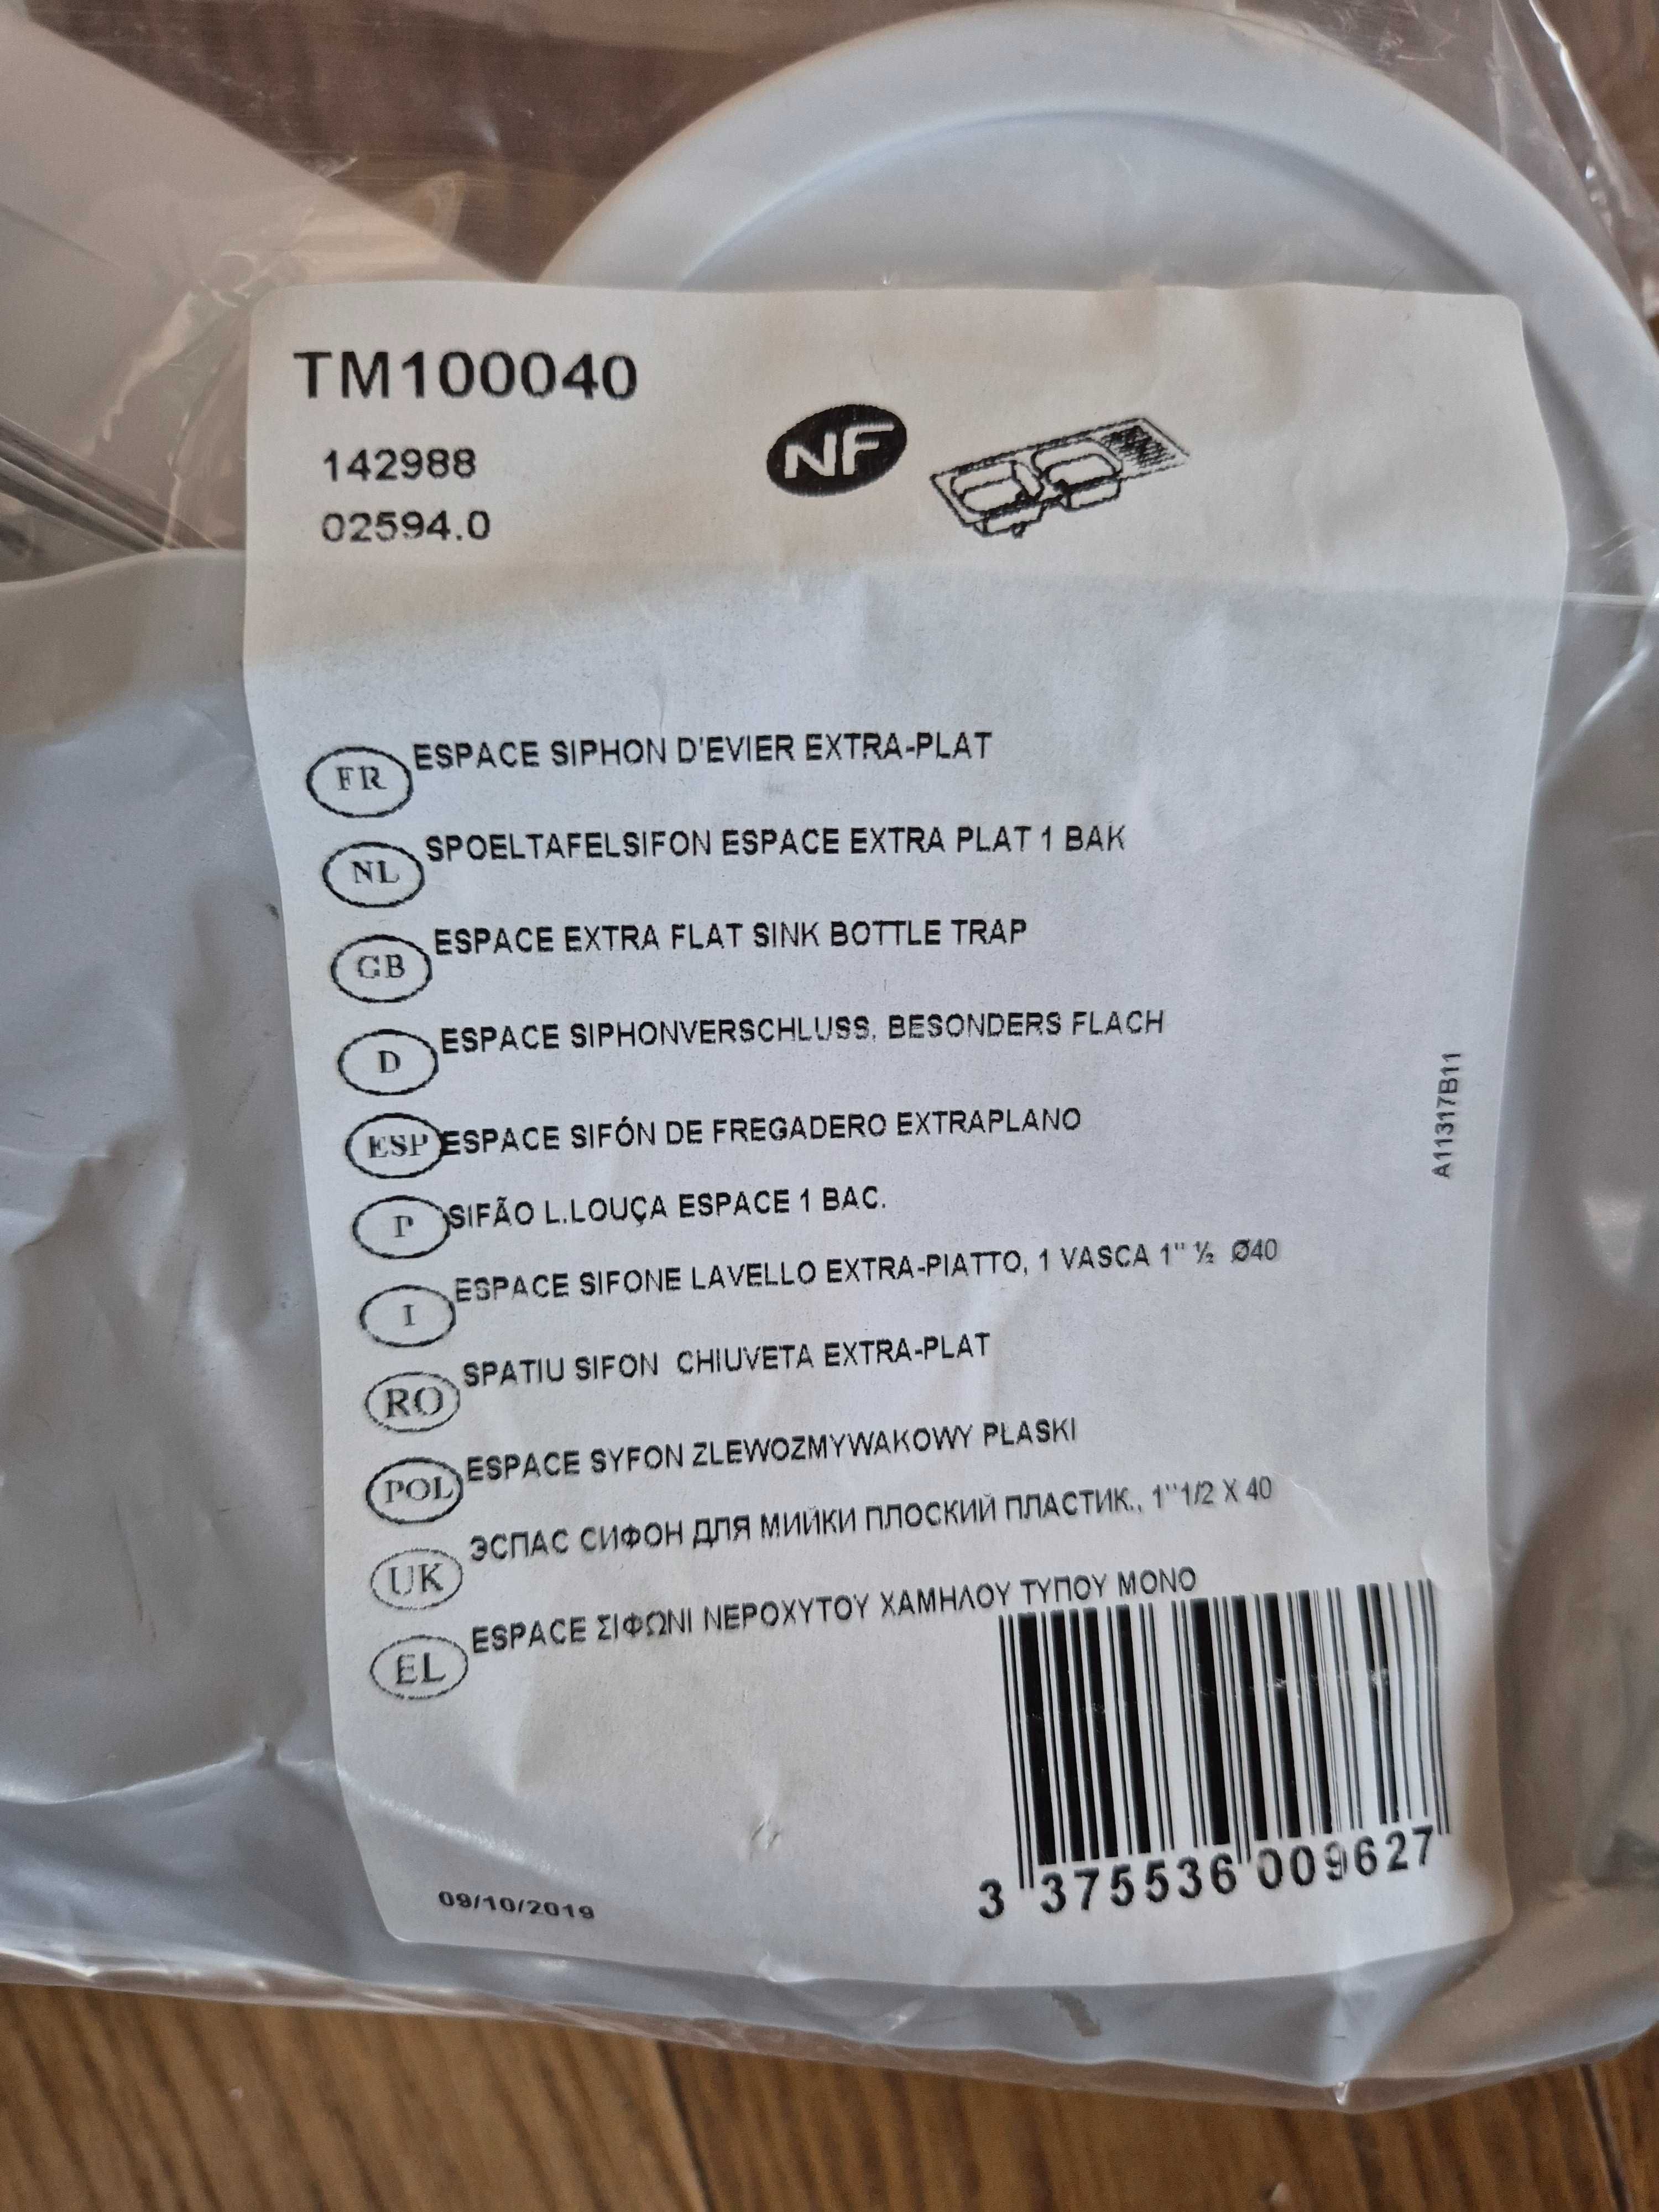 TM100040
142988
02594.0
NF
FR ESPACE SIPHON D'EVIER EXTRA-PLAT
NL SPOELTAFELSIFON ESPACE EXTRA PLAT 1 BAK
GB ESPACE EXTRA FLAT SINK BOTTLE TRAP
D ESPACE SIPHONVERSCHLUSS, BESONDERS FLACH
ESP ESPACE SIFÓN DE FREGADERO EXTRAPLANO
P SIFÃO L.LOUÇA ESPACE 1 BAC.
I ESPACE SIFONE LAVELLO EXTRA-PIATTO, 1 VASCA 1" ½ Ø40
RO SPATIU SIFON CHIUVETA EXTRA-PLAT
POL ESPACE SYFON ZLEWOZMYWAKOWY PLASKI
UK ЭСПАС СИФОН ДЛЯ МИЙКИ ПЛОСКИЙ ПЛАСТИК., 1"1/2 X 40
EL ESPACE ΣΙΦΩΝΙ ΝΕΡΟΧΥΤΟΥ ΧΑΜΗΛΟΥ ΤΥΠΟΥ ΜΟΝΟ
A11317B11
3 375536 009627
09/10/2019